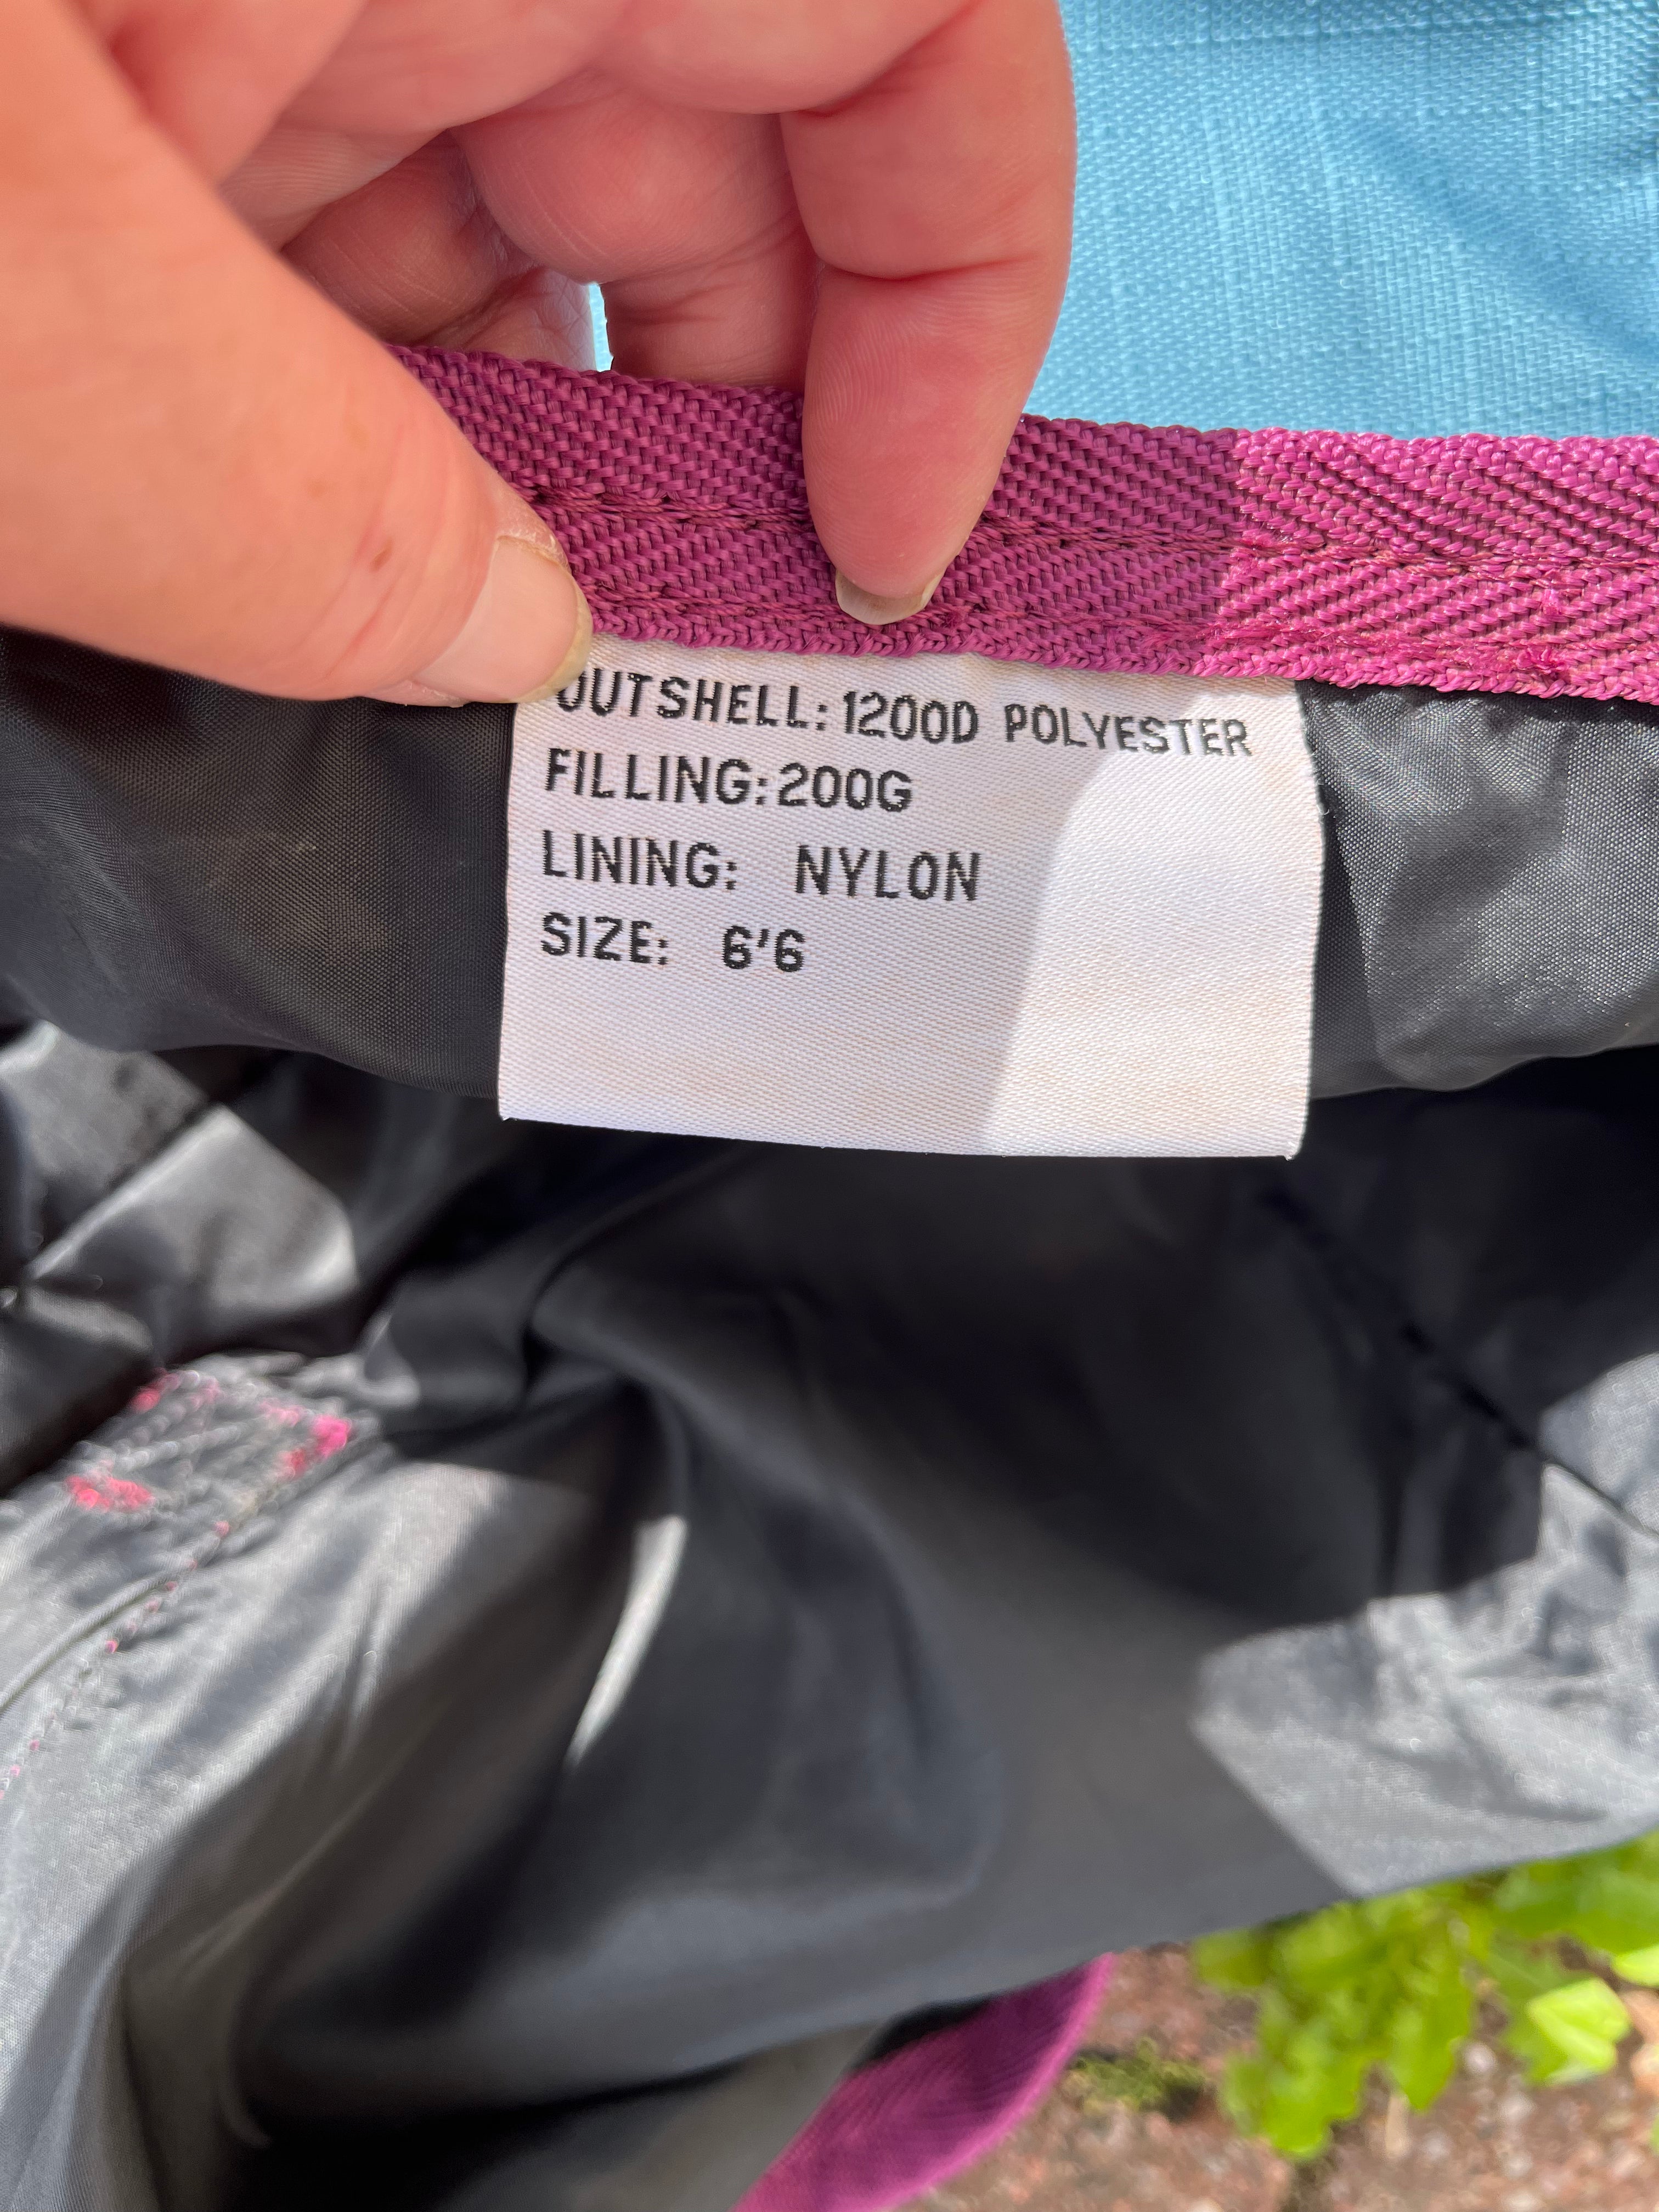 OUTSHELL: 1200D POLYESTER
FILLING: 200G
LINING: NYLON
SIZE: 6'6